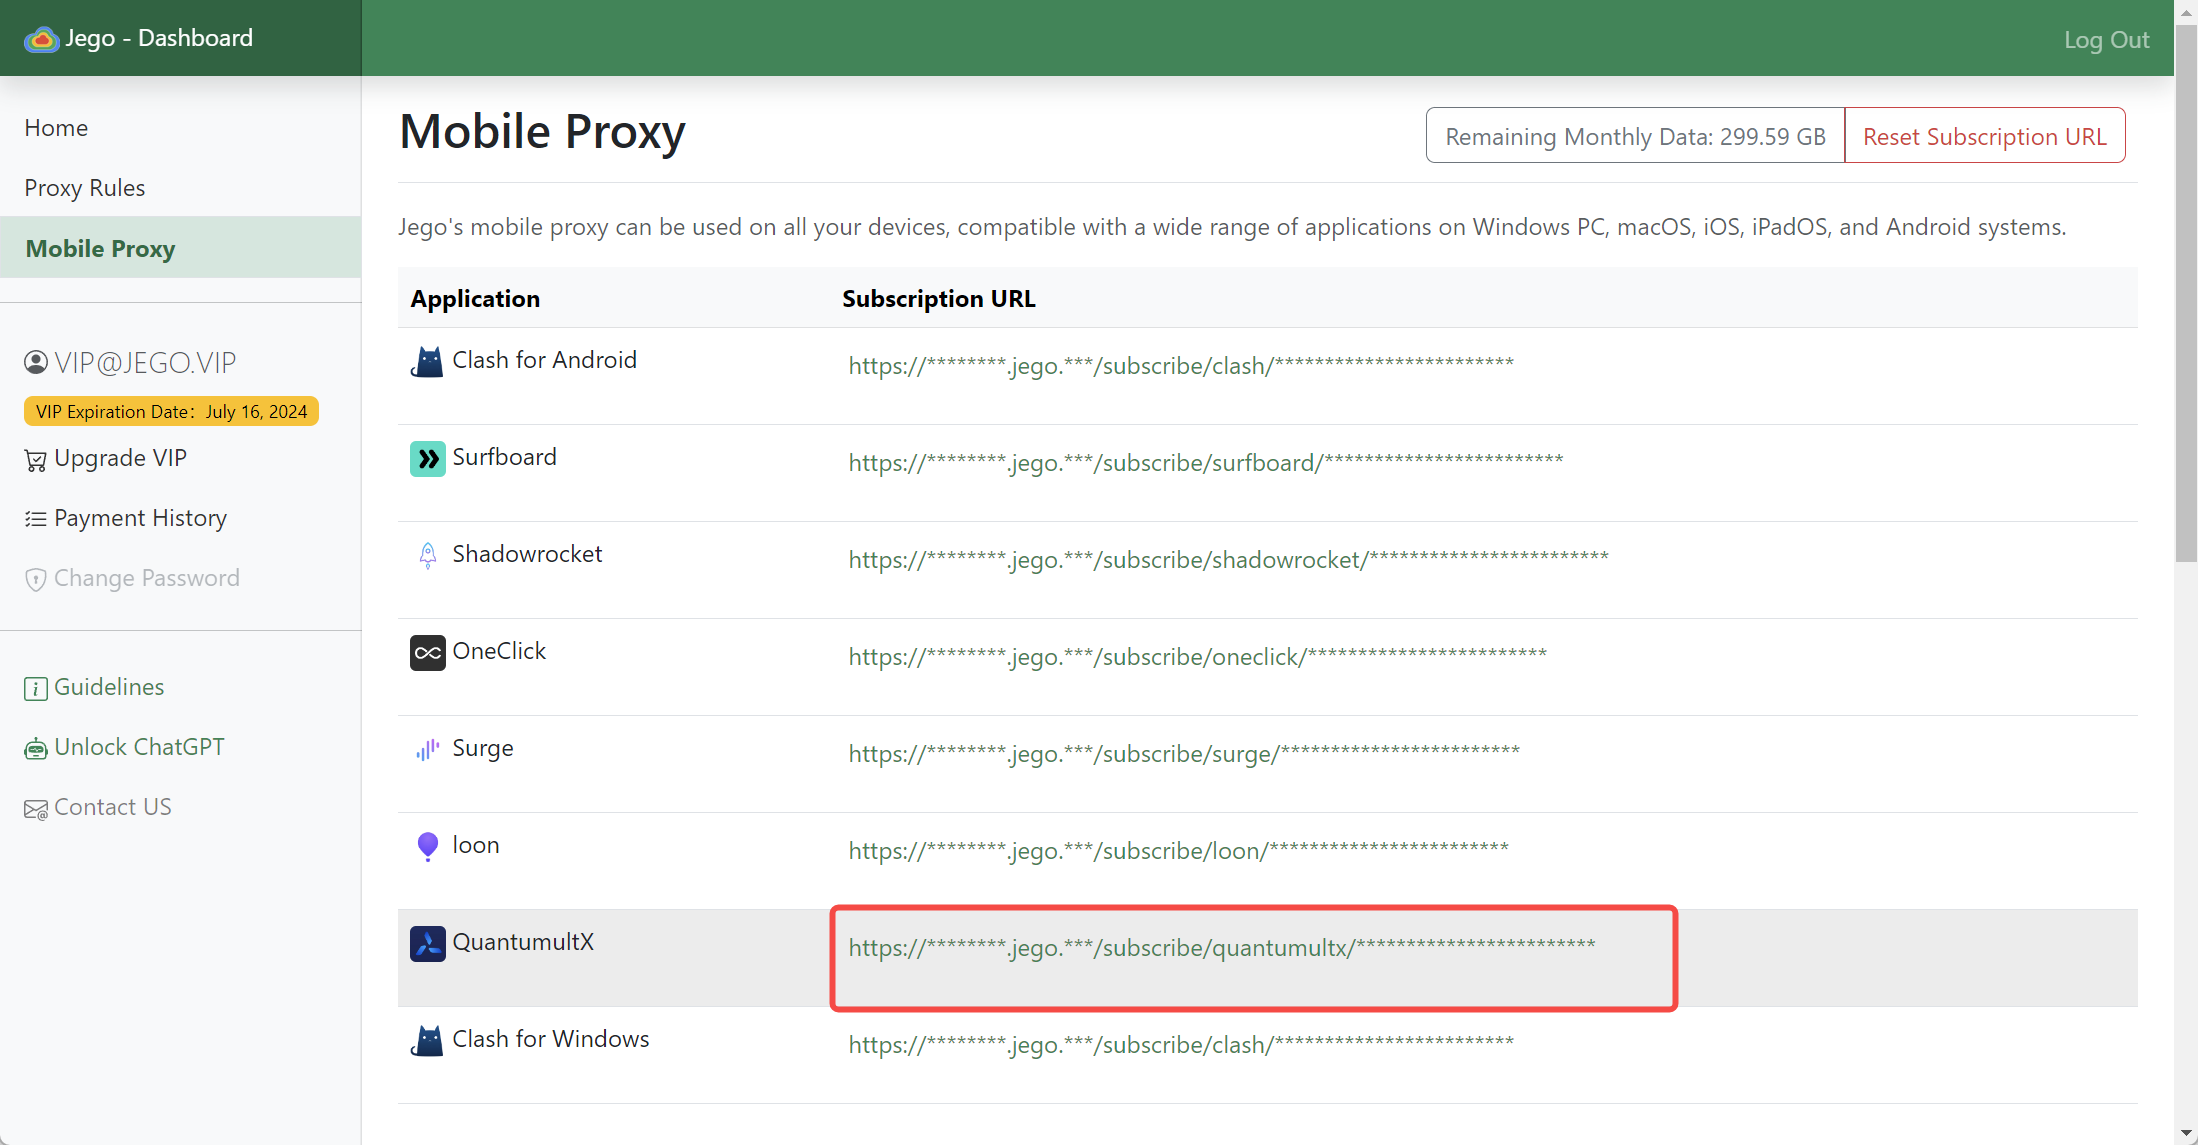 Jego - Dashboard
Log Out
Home
Proxy Rules
Mobile Proxy
VIP@JEGO.VIP
VIP Expiration Date: July 16, 2024
Upgrade VIP
Payment History
Change Password
Guidelines
Unlock ChatGPT
Contact US
Mobile Proxy
Remaining Monthly Data: 299.59 GB
Reset Subscription URL
Jego's mobile proxy can be used on all your devices, compatible with a wide range of applications on Windows PC, macOS, iOS, iPadOS, and Android systems.
Application Subscription URL
Clash for Android https://********.jego.***/subscribe/clash/************************
Surfboard https://********.jego.***/subscribe/surfboard/************************
Shadowrocket https://********.jego.***/subscribe/shadowrocket/************************
OneClick https://********.jego.***/subscribe/oneclick/************************
Surge https://********.jego.***/subscribe/surge/************************
loon https://********.jego.***/subscribe/loon/************************
QuantumultX https://********.jego.***/subscribe/quantumultx/************************
Clash for Windows https://********.jego.***/subscribe/clash/************************